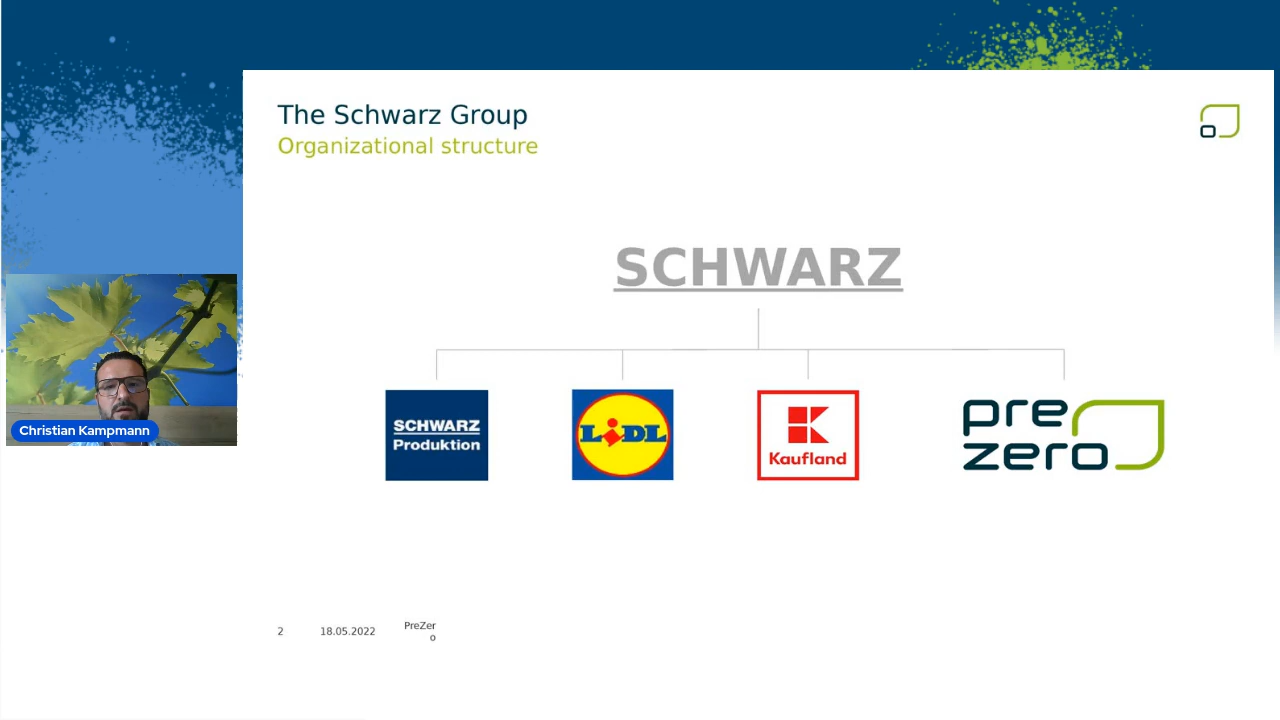 The Schwarz Group
Organizational structure
SCHWARZ
SCHWARZ
Produktion
LiDL
Kaufland
pre
zero
Christian Kampmann
2
18.05.2022
PreZer
o